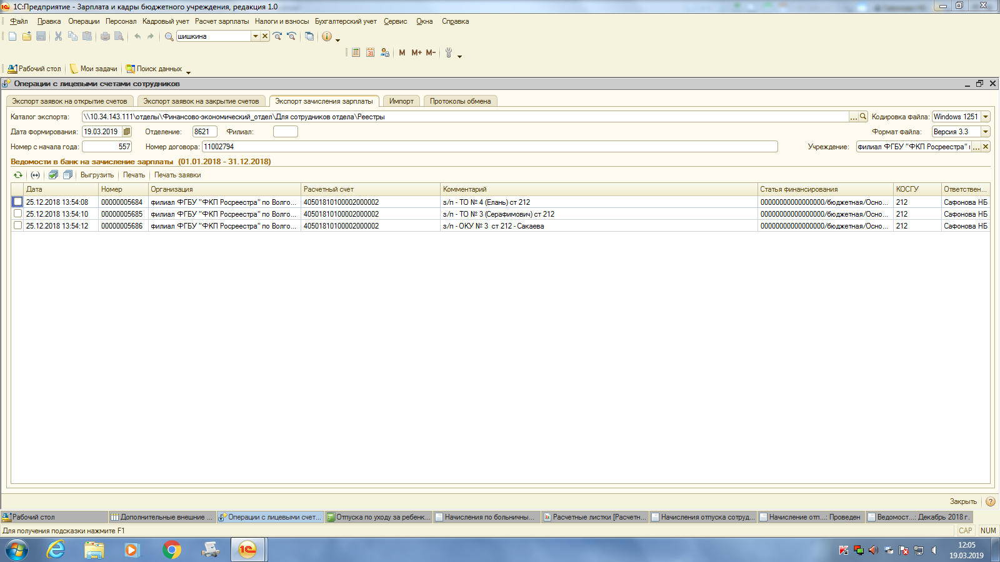 1С:Предприятие - Зарплата и кадры бюджетного учреждения, редакция 1.0
Файл Правка Операции Персонал Кадровый учет Расчет зарплаты Налоги и взносы Бухгалтерский учет Сервис Окна Справка
шишкина
31 M M+ M-
Рабочий стол Мои задачи Поиск данных
Операции с лицевыми счетами сотрудников
Экспорт заявок на открытие счетов Экспорт заявок на закрытие счетов Экспорт зачисления зарплаты Импорт Протоколы обмена
Каталог экспорта: \\10.34.143.111\отделы\Финансово-экономический_отдел\Для сотрудников отдела\Реестры ... Кодировка файла: Windows 1251
Дата формирования: 19.03.2019 Отделение: 8621 Филиал: Формат файла: Версия 3.3
Номер с начала года: 557 Номер договора: 11002794 Учреждение: филиал ФГБУ "ФКП Росреестра" ...
Ведомости в банк на зачисление зарплаты (01.01.2018 - 31.12.2018)
Выгрузить Печать Печать заявки
Дата Номер Организация Расчетный счет Комментарий Статья финансирования КОСГУ Ответствен...
25.12.2018 13:54:08 00000005684 филиал ФГБУ "ФКП Росреестра" по Волго... 40501810100002000002 з/п - ТО № 4 (Елань) ст 212 00000000000000000/бюджетная/Осно... 212 Сафонова НБ
25.12.2018 13:54:10 00000005685 филиал ФГБУ "ФКП Росреестра" по Волго... 40501810100002000002 з/п - ТО № 3 (Серафимович) ст 212 00000000000000000/бюджетная/Осно... 212 Сафонова НБ
25.12.2018 13:54:12 00000005686 филиал ФГБУ "ФКП Росреестра" по Волго... 40501810100002000002 з/п - ОКУ № 3 ст 212 - Сакаева 00000000000000000/бюджетная/Осно... 212 Сафонова НБ
Закрыть ?
Рабочий стол Дополнительные внешние ... Операции с лицевыми счет... Отпуска по уходу за ребенк... Начисления по больничны... Расчетные листки [Расчетн... Начисления отпуска сотруд... Начисление отп...: Проведен Ведомост...: Декабрь 2018 г.
Для получения подсказки нажмите F1 CAP NUM
12:05
19.03.2019